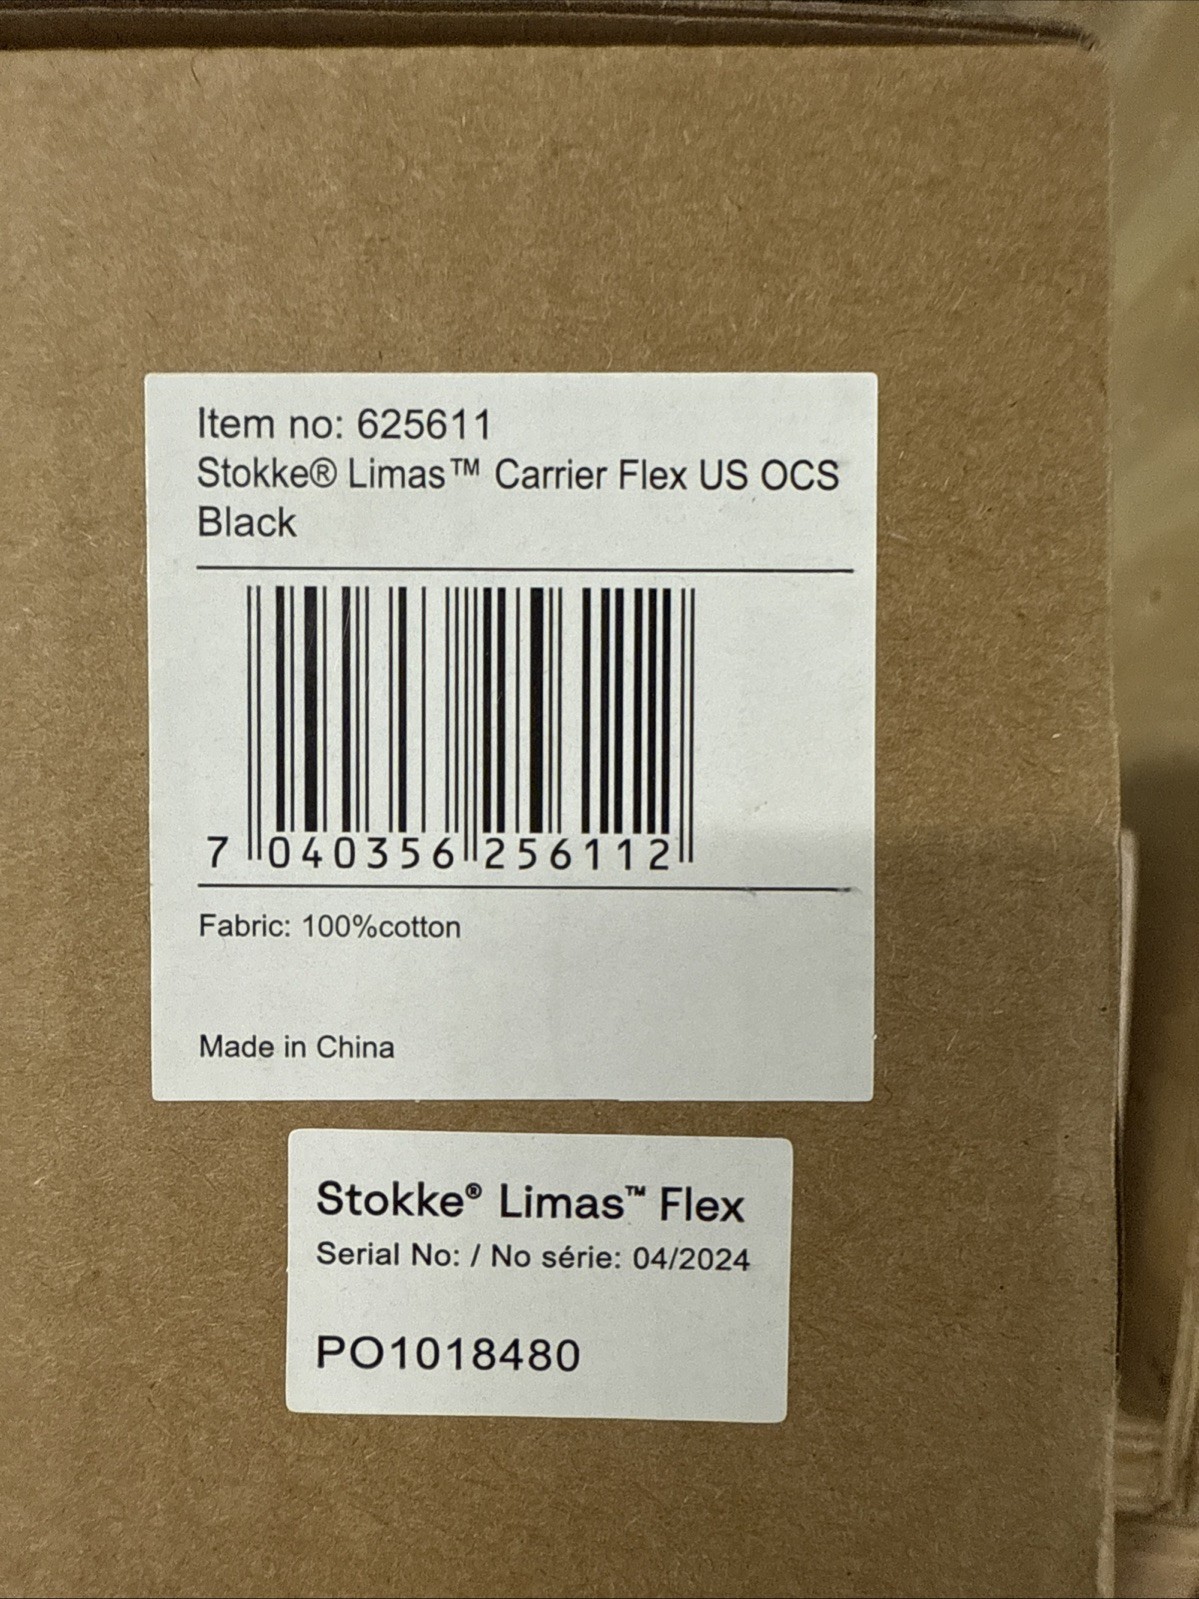 Item no: 625611
Stokke® Limas™ Carrier Flex US OCS
Black
7 040356 256112
Fabric: 100%cotton
Made in China
Stokke® Limas™ Flex
Serial No: / No série: 04/2024
PO1018480